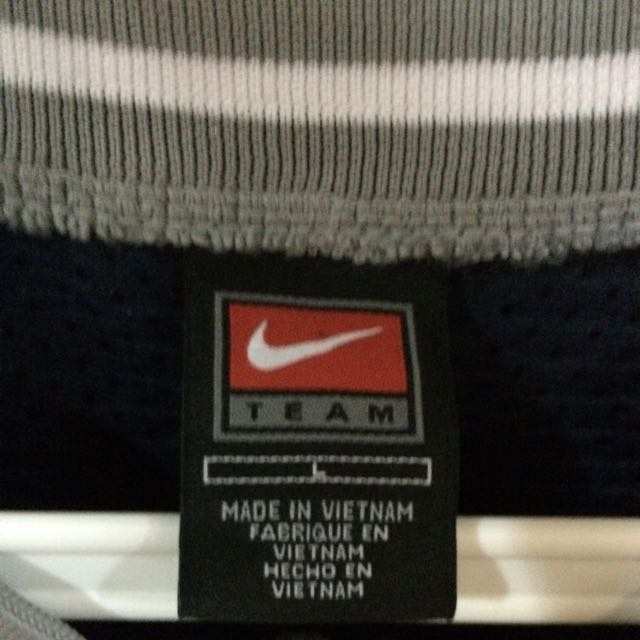 TEAM
L
MADE IN VIETNAM
FABRIQUE EN
VIETNAM
HECHO EN
VIETNAM